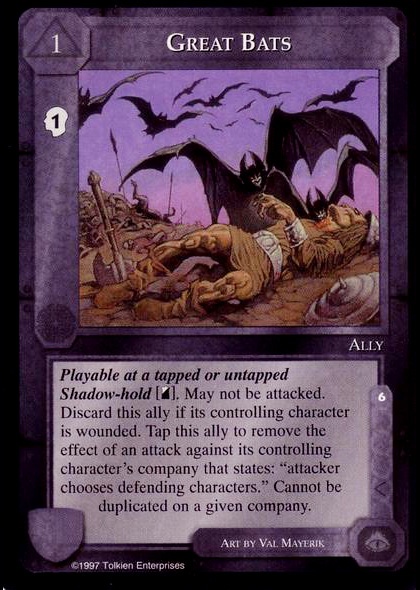 1
GREAT BATS
1
ALLY
Playable at a tapped or untapped
Shadow-hold [], May not be attacked.
Discard this ally if its controlling character
is wounded. Tap this ally to remove the
effect of an attack against its controlling
character's company that states: “attacker
chooses defending characters.” Cannot be
duplicated on a given company.
6
ART BY VAL MAYERIK
©1997 Tolkien Enterprises